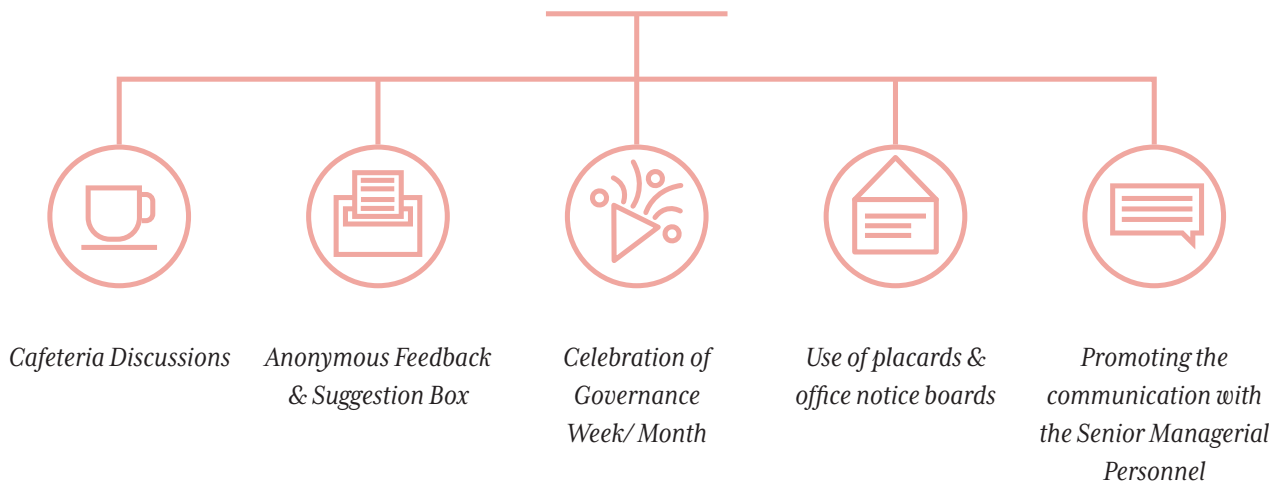 Cafeteria Discussions
Anonymous Feedback
& Suggestion Box
Celebration of
Governance
Week/ Month
Use of placards &
office notice boards
Promoting the
communication with
the Senior Managerial
Personnel